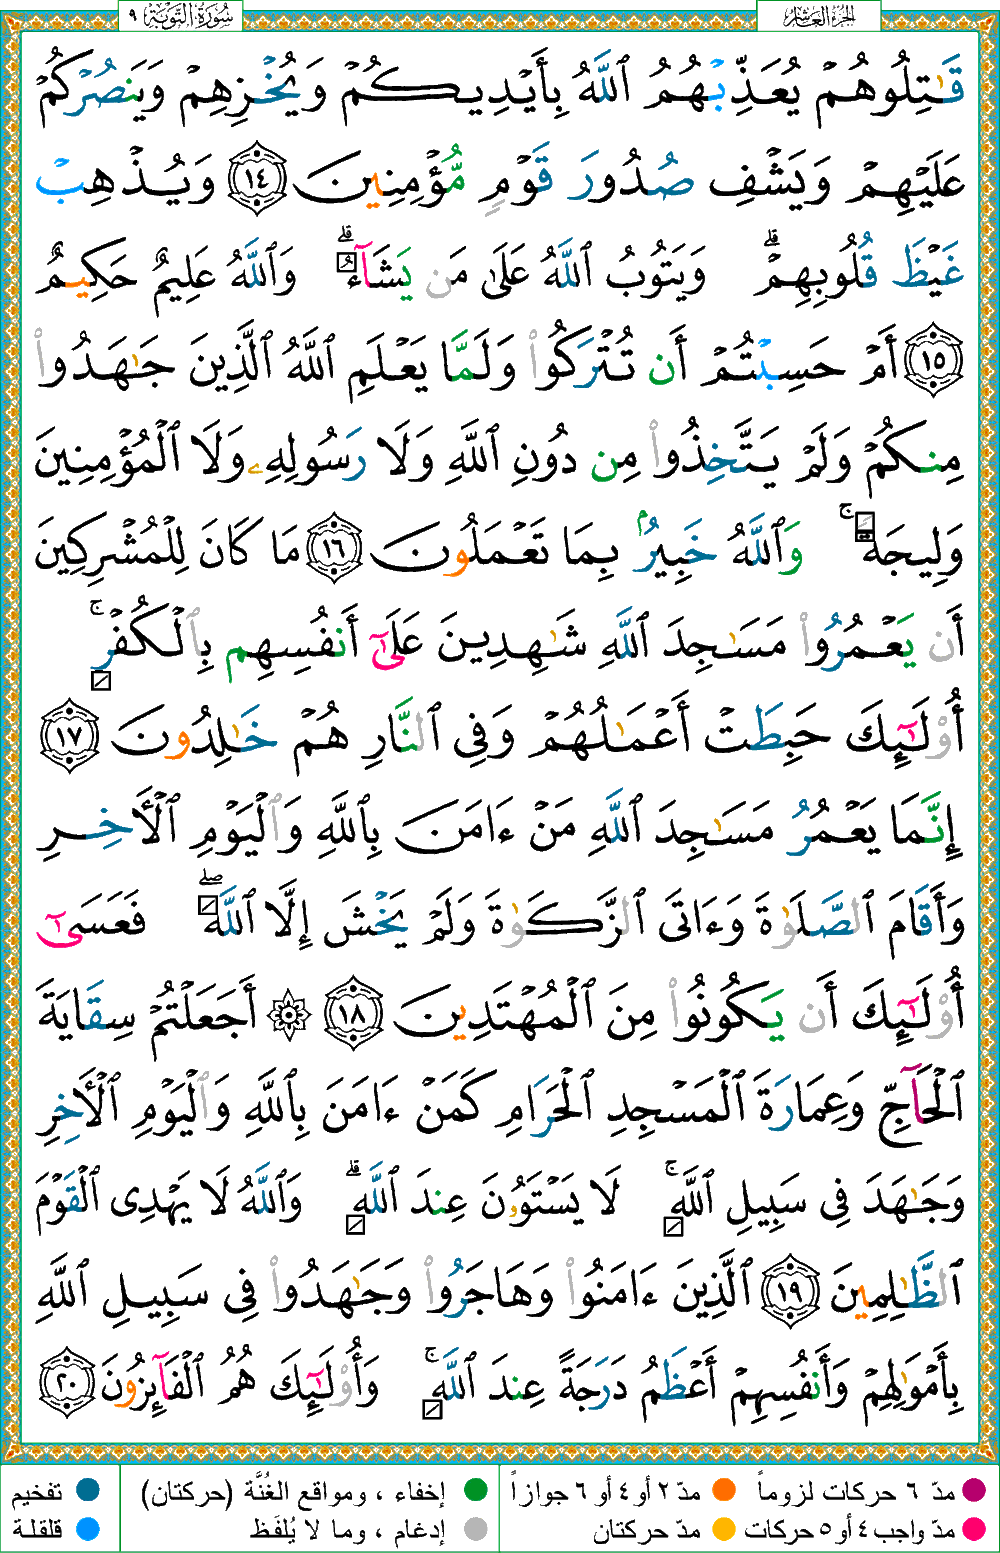 الجزء العاشر سورة التوبة ٩
قَـٰتِلُوهُمْ يُعَذِّبْهُمُ ٱللَّهُ بِأَيْدِيكُمْ وَيُخْزِهِمْ وَيَنصُرْكُمْ
عَلَيْهِمْ وَيَشْفِ صُدُورَ قَوْمٍ مُّؤْمِنِينَ ١٤ وَيُذْهِبْ
غَيْظَ قُلُوبِهِمْ ۗ وَيَتُوبُ ٱللَّهُ عَلَىٰ مَن يَشَآءُ ۗ وَٱللَّهُ عَلِيمٌ حَكِيمٌ
١٥ أَمْ حَسِبْتُمْ أَن تُتْرَكُوا۟ وَلَمَّا يَعْلَمِ ٱللَّهُ ٱلَّذِينَ جَـٰهَدُوا۟
مِنكُمْ وَلَمْ يَتَّخِذُوا۟ مِن دُونِ ٱللَّهِ وَلَا رَسُولِهِۦ وَلَا ٱلْمُؤْمِنِينَ
وَلِيجَةً ۚ وَٱللَّهُ خَبِيرٌۢ بِمَا تَعْمَلُونَ ١٦ مَا كَانَ لِلْمُشْرِكِينَ
أَن يَعْمُرُوا۟ مَسَـٰجِدَ ٱللَّهِ شَـٰهِدِينَ عَلَىٰٓ أَنفُسِهِم بِٱلْكُفْرِ ۚ
أُو۟لَـٰٓئِكَ حَبِطَتْ أَعْمَـٰلُهُمْ وَفِى ٱلنَّارِ هُمْ خَـٰلِدُونَ ١٧
إِنَّمَا يَعْمُرُ مَسَـٰجِدَ ٱللَّهِ مَنْ ءَامَنَ بِٱللَّهِ وَٱلْيَوْمِ ٱلْـَٔاخِرِ
وَأَقَامَ ٱلصَّلَوٰةَ وَءَاتَى ٱلزَّكَوٰةَ وَلَمْ يَخْشَ إِلَّا ٱللَّهَ ۖ فَعَسَىٰٓ
أُو۟لَـٰٓئِكَ أَن يَكُونُوا۟ مِنَ ٱلْمُهْتَدِينَ ١٨ ۞ أَجَعَلْتُمْ سِقَايَةَ
ٱلْحَآجِّ وَعِمَارَةَ ٱلْمَسْجِدِ ٱلْحَرَامِ كَمَنْ ءَامَنَ بِٱللَّهِ وَٱلْيَوْمِ ٱلْـَٔاخِرِ
وَجَـٰهَدَ فِى سَبِيلِ ٱللَّهِ ۚ لَا يَسْتَوُۥنَ عِندَ ٱللَّهِ ۗ وَٱللَّهُ لَا يَهْدِى ٱلْقَوْمَ
ٱلظَّـٰلِمِينَ ١٩ ٱلَّذِينَ ءَامَنُوا۟ وَهَاجَرُوا۟ وَجَـٰهَدُوا۟ فِى سَبِيلِ ٱللَّهِ
بِأَمْوَٰلِهِمْ وَأَنفُسِهِمْ أَعْظَمُ دَرَجَةً عِندَ ٱللَّهِ ۚ وَأُو۟لَـٰٓئِكَ هُمُ ٱلْفَآئِزُونَ ٢٠
مدّ ٦ حركات لزوماً مدّ ٢ أو ٤ أو ٦ جوازاً إخفاء ، ومواقع الغُنَّة (حركتان) تفخيم
مدّ واجب ٤ أو ٥ حركات مدّ حركتان إدغام ، وما لا يُلفَظ قلقلة